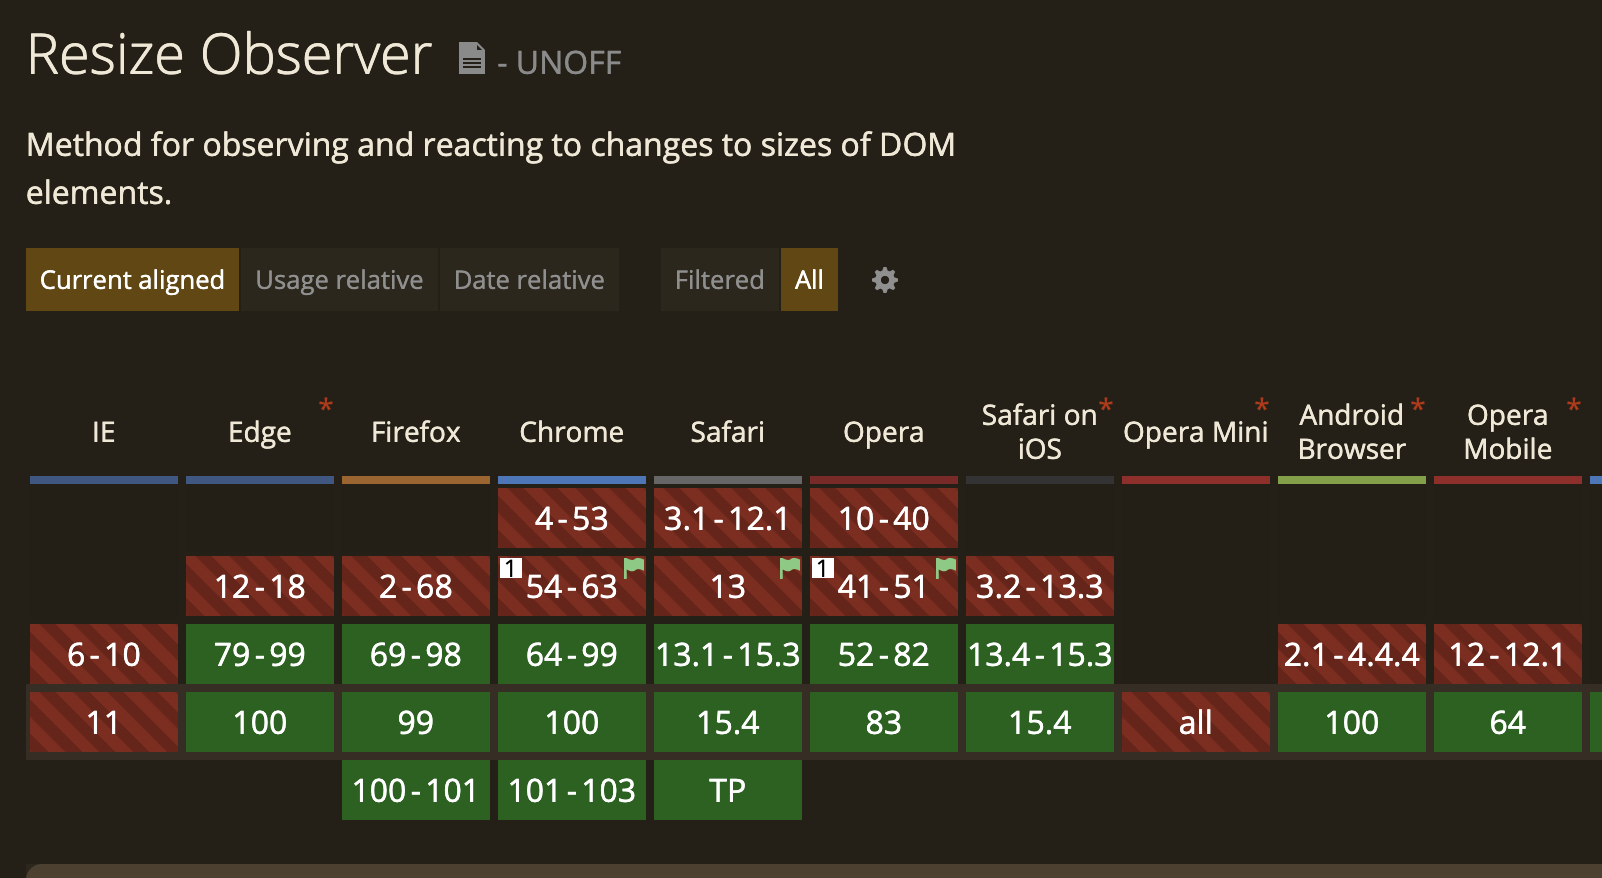 Resize Observer - UNOFF
Method for observing and reacting to changes to sizes of DOM
elements.
Current aligned Usage relative Date relative Filtered All
IE Edge * Firefox Chrome Safari Opera Safari on iOS * Opera Mini * Android Browser * Opera Mobile *
4-53 3.1-12.1 10-40
12-18 2-68 1 54-63 13 1 41-51 3.2-13.3
6-10 79-99 69-98 64-99 13.1-15.3 52-82 13.4-15.3 2.1-4.4.4 12-12.1
11 100 99 100 15.4 83 15.4 all 100 64
100-101 101-103 TP